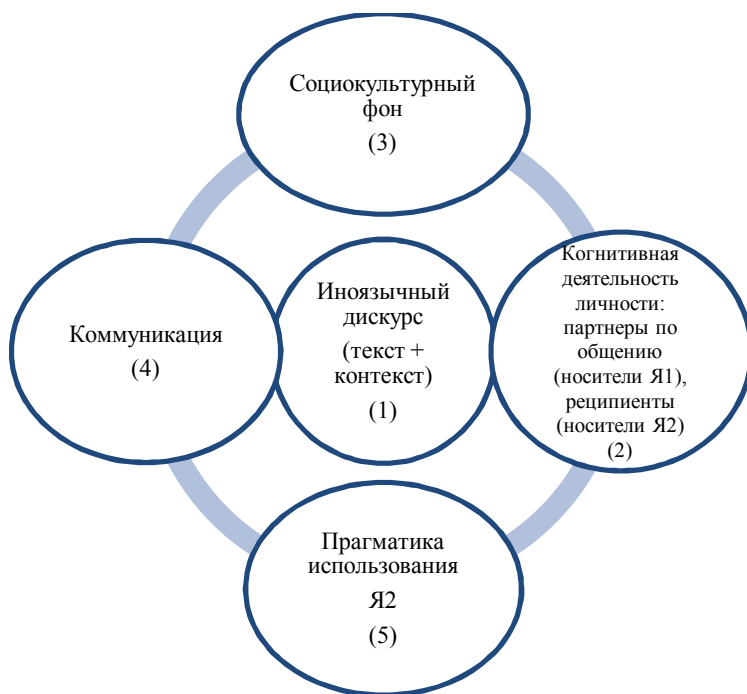 Социокультурный
фон
(3)
Коммуникация
(4)
Иноязычный
дискурс
(текст +
контекст)
(1)
Когнитивная
деятельность
личности:
партнеры по
общению
(носители Я1),
реципиенты
(носители Я2)
(2)
Прагматика
использования
Я2
(5)